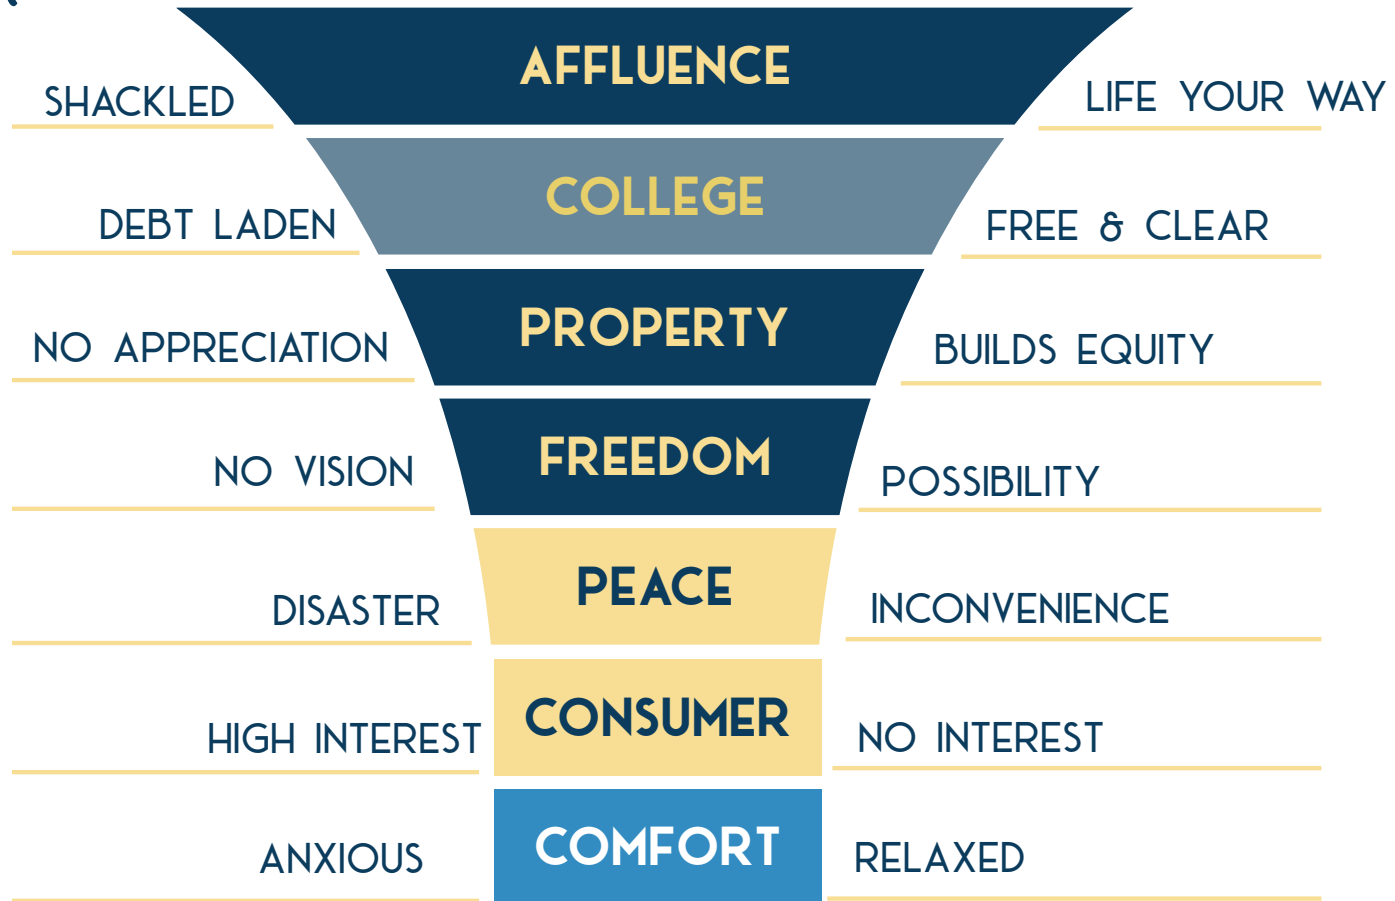 AFFLUENCE
SHACKLED
LIFE YOUR WAY
COLLEGE
DEBT LADEN
FREE & CLEAR
PROPERTY
NO APPRECIATION
BUILDS EQUITY
FREEDOM
NO VISION
POSSIBILITY
PEACE
DISASTER
INCONVENIENCE
CONSUMER
HIGH INTEREST
NO INTEREST
COMFORT
ANXIOUS
RELAXED